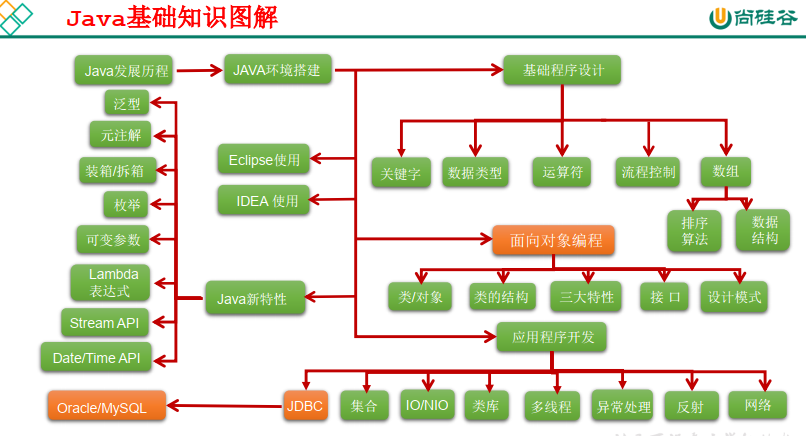 Java基础知识图解
尚硅谷
Java发展历程
JAVA环境搭建
基础程序设计
泛型
元注解
装箱/拆箱
枚举
可变参数
Lambda
表达式
Stream API
Date/Time API
Eclipse使用
IDEA 使用
Java新特性
关键字
数据类型
运算符
流程控制
数组
排序
算法
数据
结构
面向对象编程
类/对象
类的结构
三大特性
接 口
设计模式
应用程序开发
Oracle/MySQL
JDBC
集合
IO/NIO
类库
多线程
异常处理
反射
网络